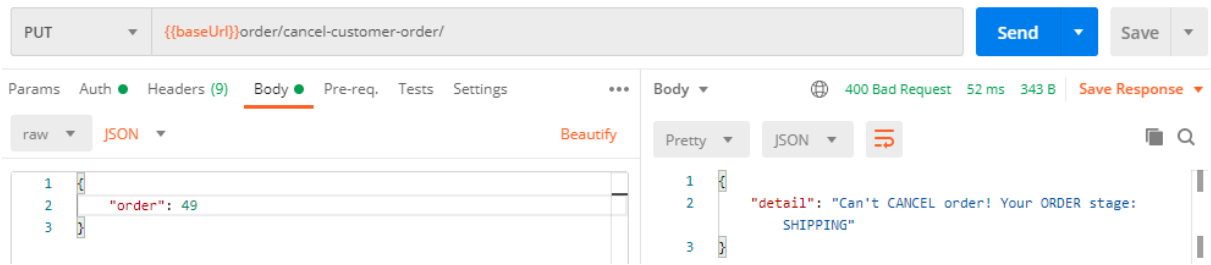 PUT {{baseUrl}}order/cancel-customer-order/ Send Save
Params Auth Headers (9) Body Pre-req. Tests Settings ••• Body 400 Bad Request 52 ms 343 B Save Response
raw JSON Beautify Pretty JSON
1 {
2 "order": 49
3 }
1 {
2 "detail": "Can't CANCEL order! Your ORDER stage:
SHIPPING"
3 }